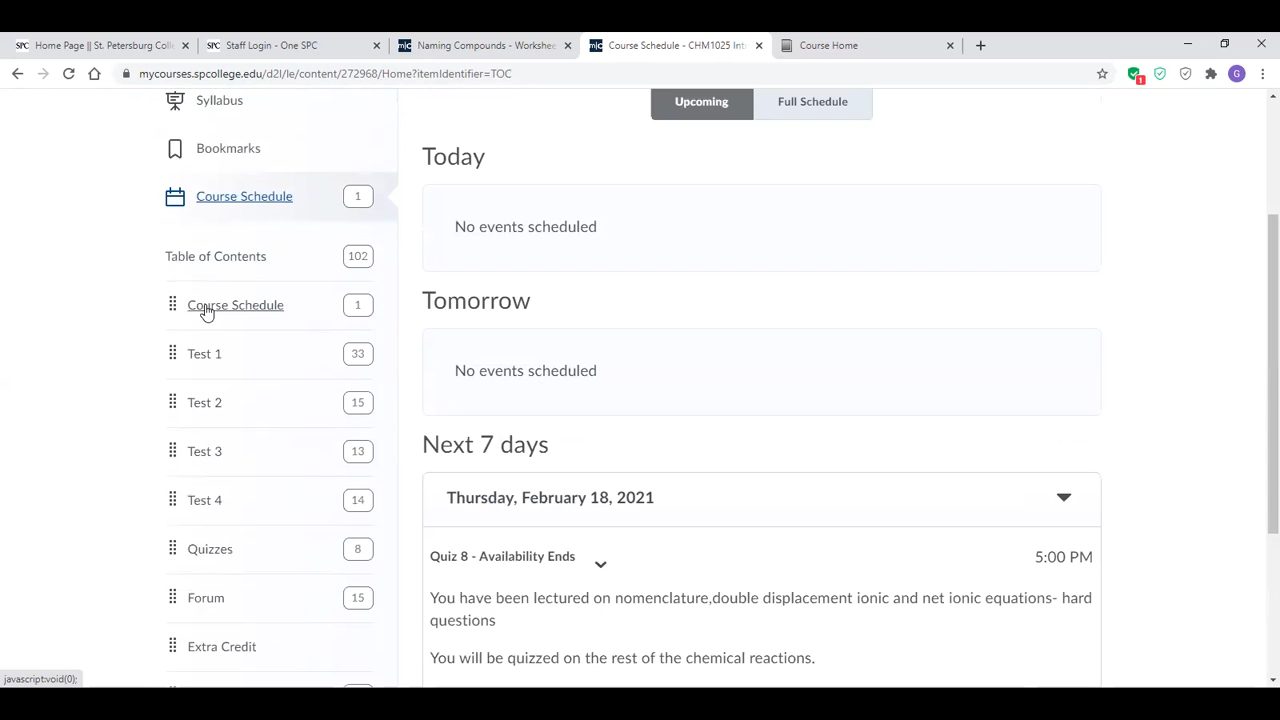 Home Page || St. Petersburg Coll
Staff Login - One SPC
Naming Compounds - Workshee
Course Schedule - CHM1025 Intr
Course Home
mycourses.spcollege.edu/d2l/le/content/272968/Home?itemIdentifier=TOC
1
G
Syllabus
Bookmarks
Course Schedule 1
Table of Contents 102
Course Schedule 1
Test 1 33
Test 2 15
Test 3 13
Test 4 14
Quizzes 8
Forum 15
Extra Credit
Upcoming
Full Schedule
Today
No events scheduled
Tomorrow
No events scheduled
Next 7 days
Thursday, February 18, 2021
Quiz 8 - Availability Ends 5:00 PM
You have been lectured on nomenclature,double displacement ionic and net ionic equations- hard
questions
You will be quizzed on the rest of the chemical reactions.
javascript:void(0);